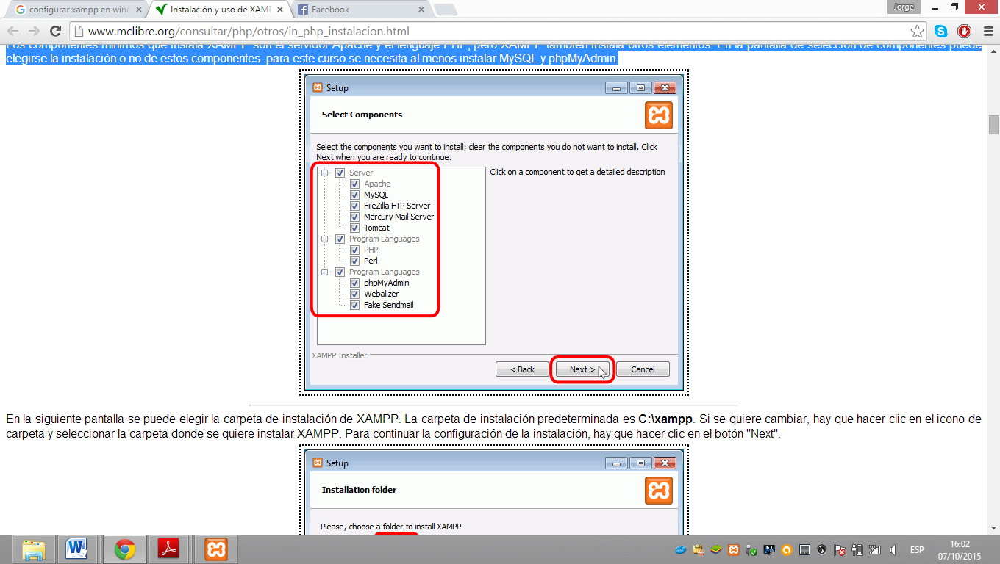 configurar xampp en wind
Instalación y uso de XAMP
Facebook
Jorge
www.mclibre.org/consultar/php/otros/in_php_instalacion.html
Los componentes mínimos que instala XAMPP son el servidor Apache y el lenguaje PHP, pero XAMPP también instala otros elementos. En la pantalla de selección de componentes puede
elegirse la instalación o no de estos componentes. para este curso se necesita al menos instalar MySQL y phpMyAdmin.
Setup
Select Components
Select the components you want to install; clear the components you do not want to install. Click
Next when you are ready to continue.
Server
Apache
MySQL
FileZilla FTP Server
Mercury Mail Server
Tomcat
Program Languages
PHP
Perl
Program Languages
phpMyAdmin
Webalizer
Fake Sendmail
Click on a component to get a detailed description
XAMPP Installer
< Back
Next >
Cancel
En la siguiente pantalla se puede elegir la carpeta de instalación de XAMPP. La carpeta de instalación predeterminada es C:\xampp. Si se quiere cambiar, hay que hacer clic en el icono de
carpeta y seleccionar la carpeta donde se quiere instalar XAMPP. Para continuar la configuración de la instalación, hay que hacer clic en el botón "Next".
Setup
Installation folder
Please, choose a folder to install XAMPP
ESP
16:02
07/10/2015